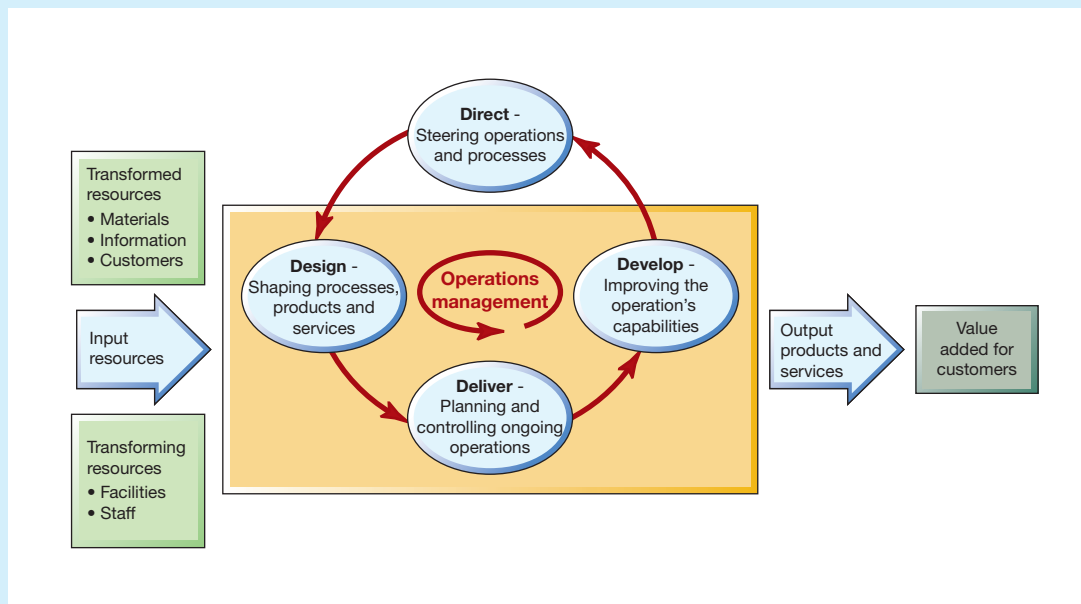 Direct -
Steering operations
and processes
Transformed
resources
• Materials
• Information
• Customers
Input
resources
Transforming
resources
• Facilities
• Staff
Design -
Shaping processes,
products and
services
Operations
management
Develop -
Improving the
operation's
capabilities
Deliver -
Planning and
controlling ongoing
operations
Output
products and
services
Value
added for
customers